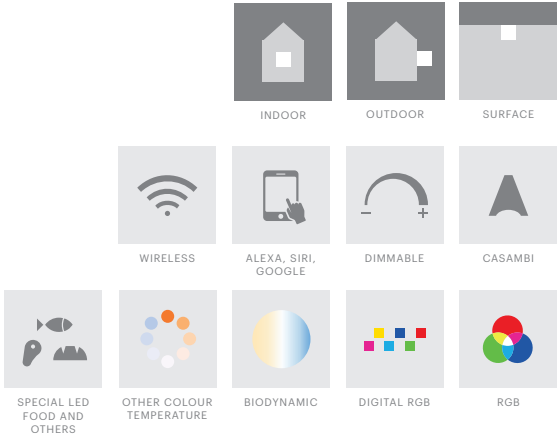 INDOOR
OUTDOOR
SURFACE
WIRELESS
ALEXA, SIRI,
GOOGLE
DIMMABLE
CASAMBI
SPECIAL LED
FOOD AND
OTHERS
OTHER COLOUR
TEMPERATURE
BIODYNAMIC
DIGITAL RGB
RGB